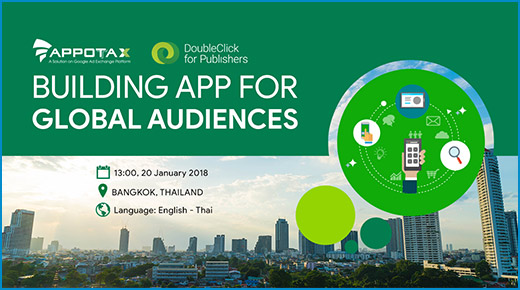 APPOTAX
A Solution on Google Ad Exchange Platform
DoubleClick
for Publishers
BUILDING APP FOR
GLOBAL AUDIENCES
13:00, 20 January 2018
BANGKOK, THAILAND
Language: English - Thai